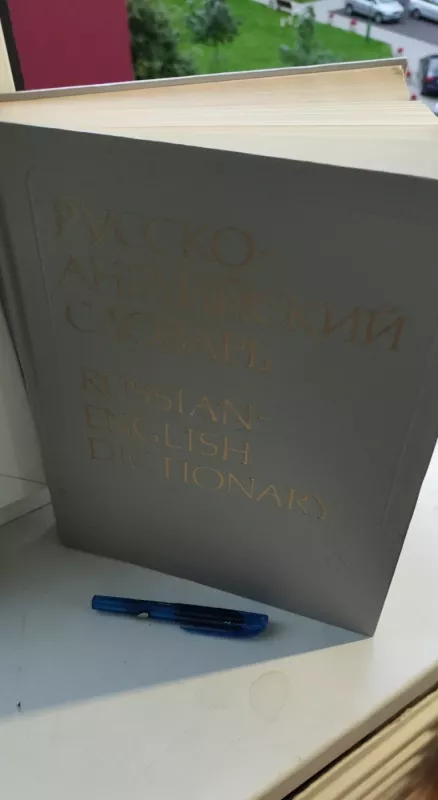 РУССКО-
АНГЛИЙСКИЙ
СЛОВАРЬ
RUSSIAN-
ENGLISH
DICTIONARY